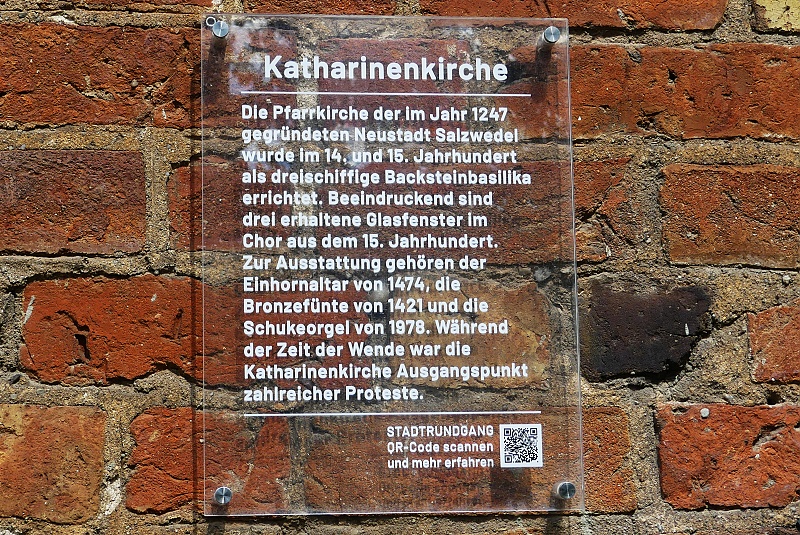 Katharinenkirche
Die Pfarrkirche der im Jahr 1247
gegründeten Neustadt Salzwedel
wurde im 14. und 15. Jahrhundert
als dreischiffige Backsteinbasilika
errichtet. Beeindruckend sind
drei erhaltene Glasfenster im
Chor aus dem 15. Jahrhundert.
Zur Ausstattung gehören der
Einhornaltar von 1474, die
Bronzefünte von 1421 und die
Schukeorgel von 1978. Während
der Zeit der Wende war die
Katharinenkirche Ausgangspunkt
zahlreicher Proteste.
STADTRUNDGANG
QR-Code scannen
und mehr erfahren